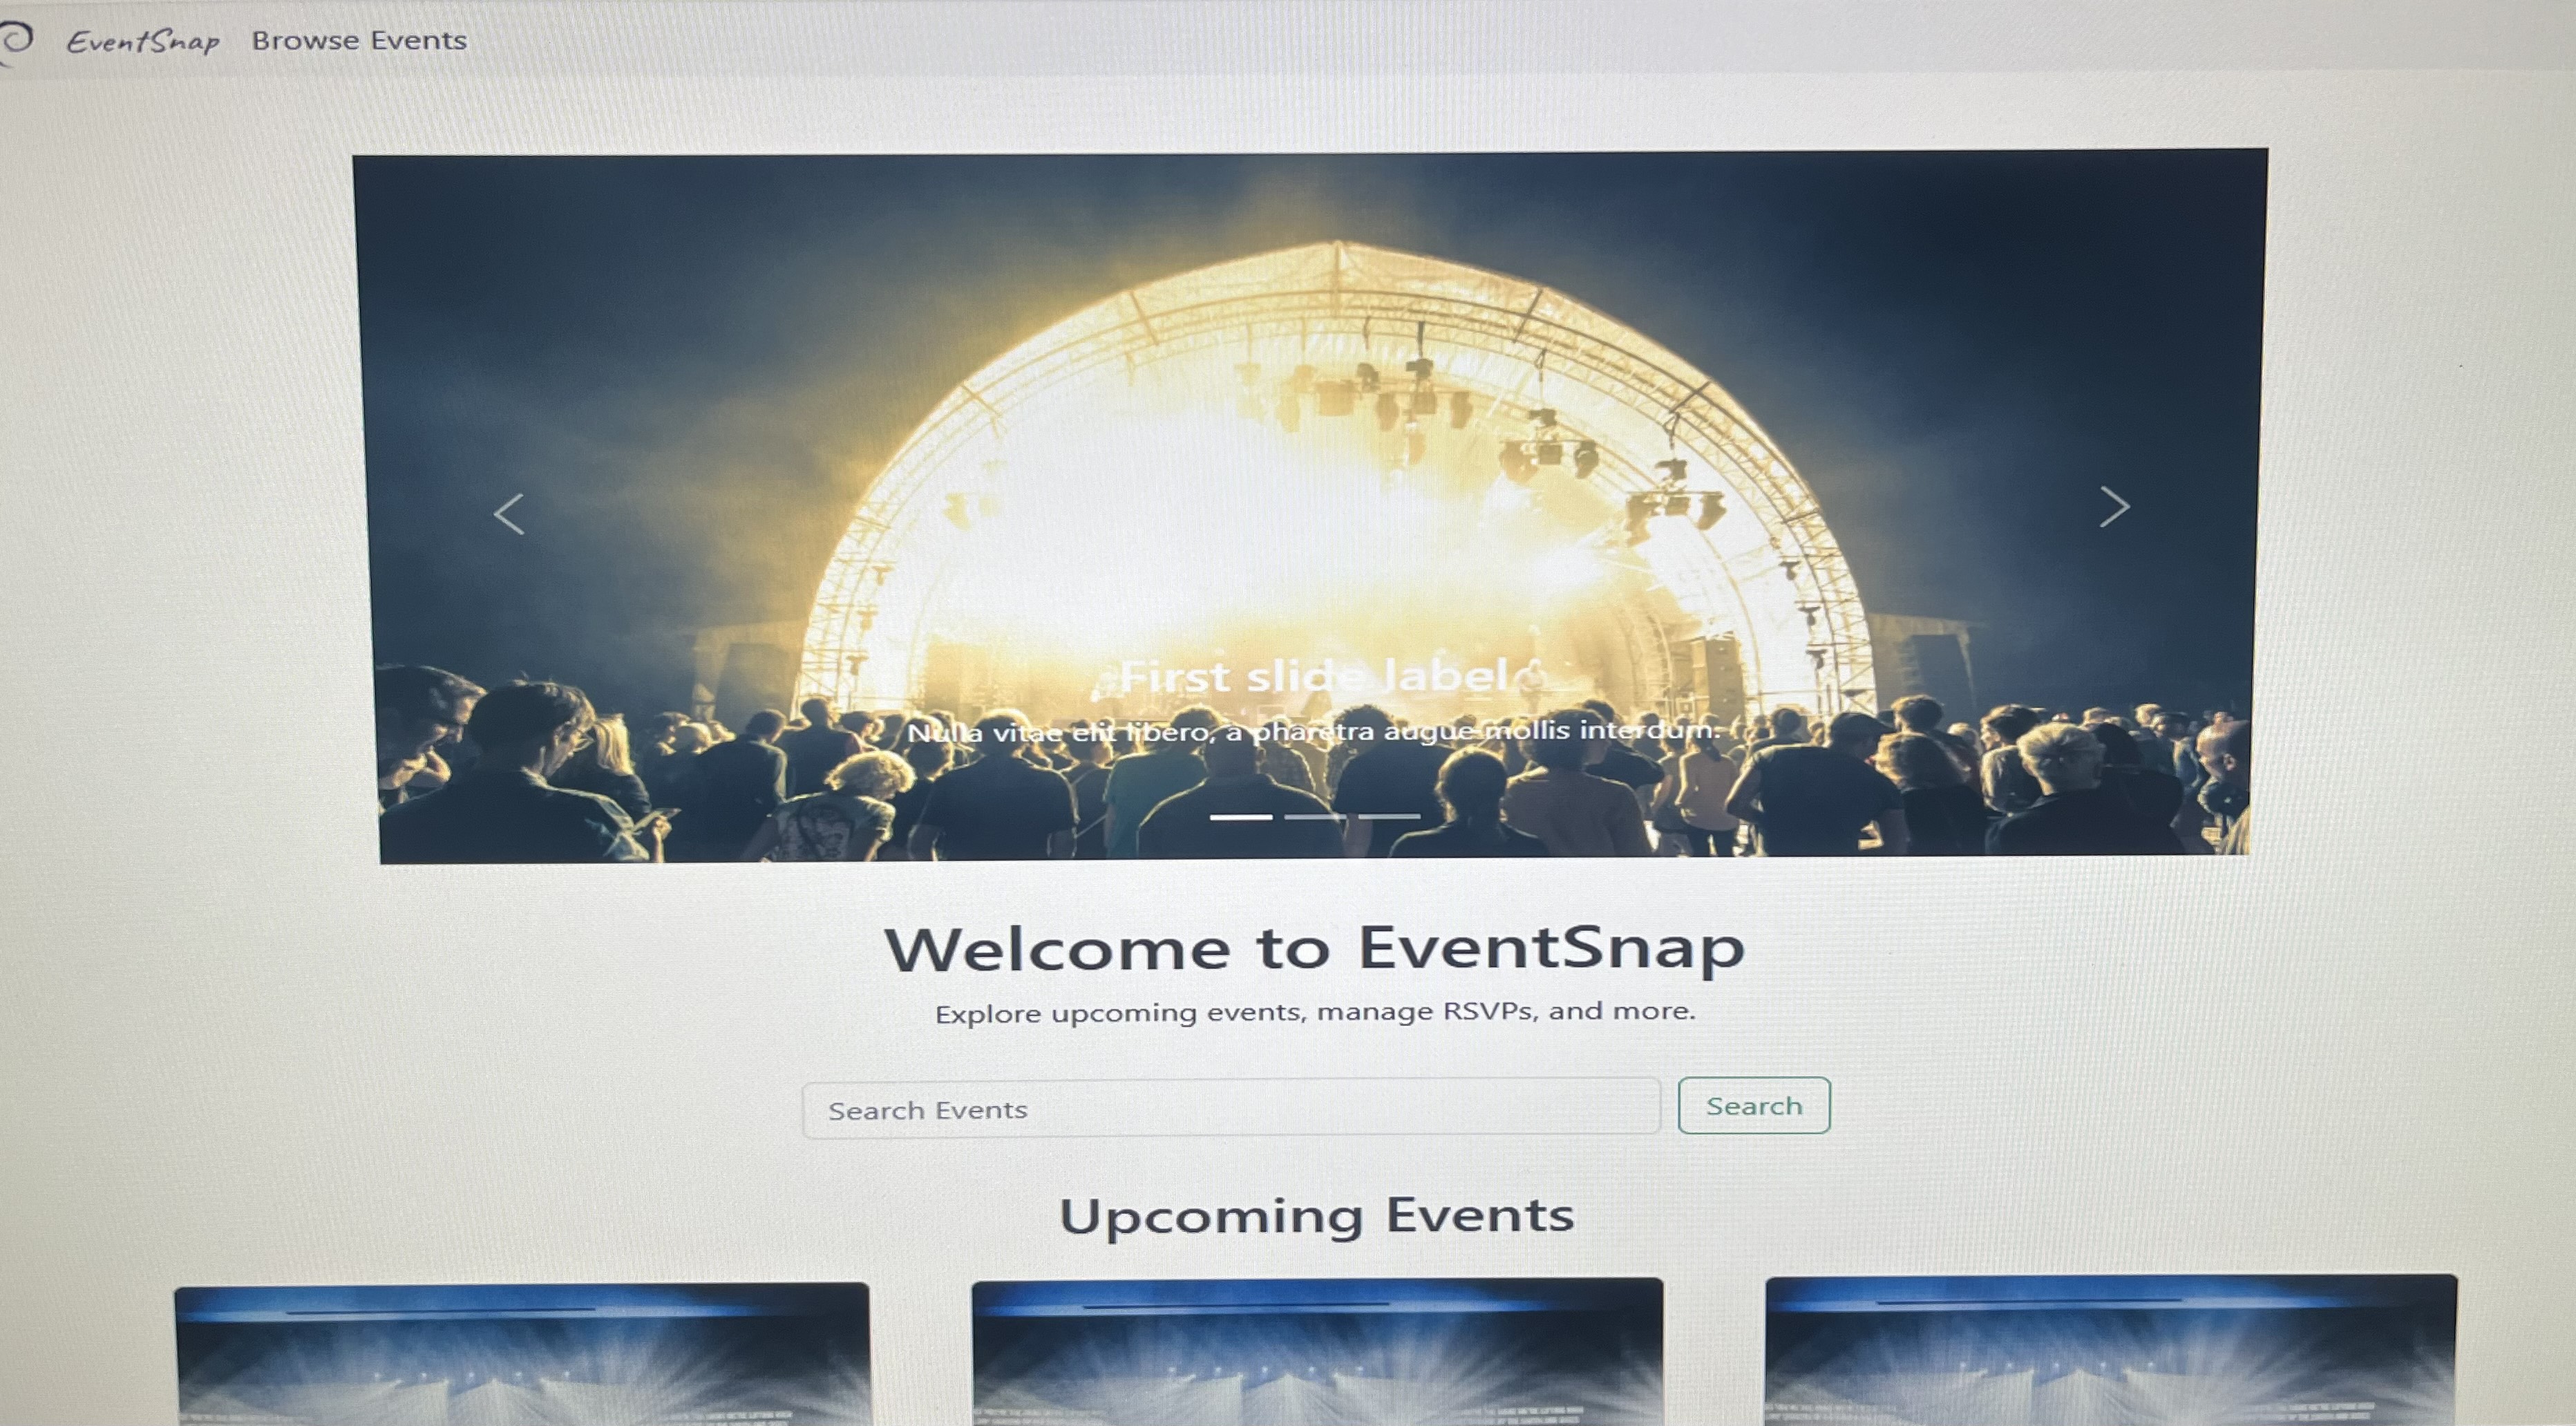 EventSnap Browse Events
First slide label
Nulla vitae elit libero, a pharetra augue mollis interdum.
Welcome to EventSnap
Explore upcoming events, manage RSVPs, and more.
Search Events Search
Upcoming Events